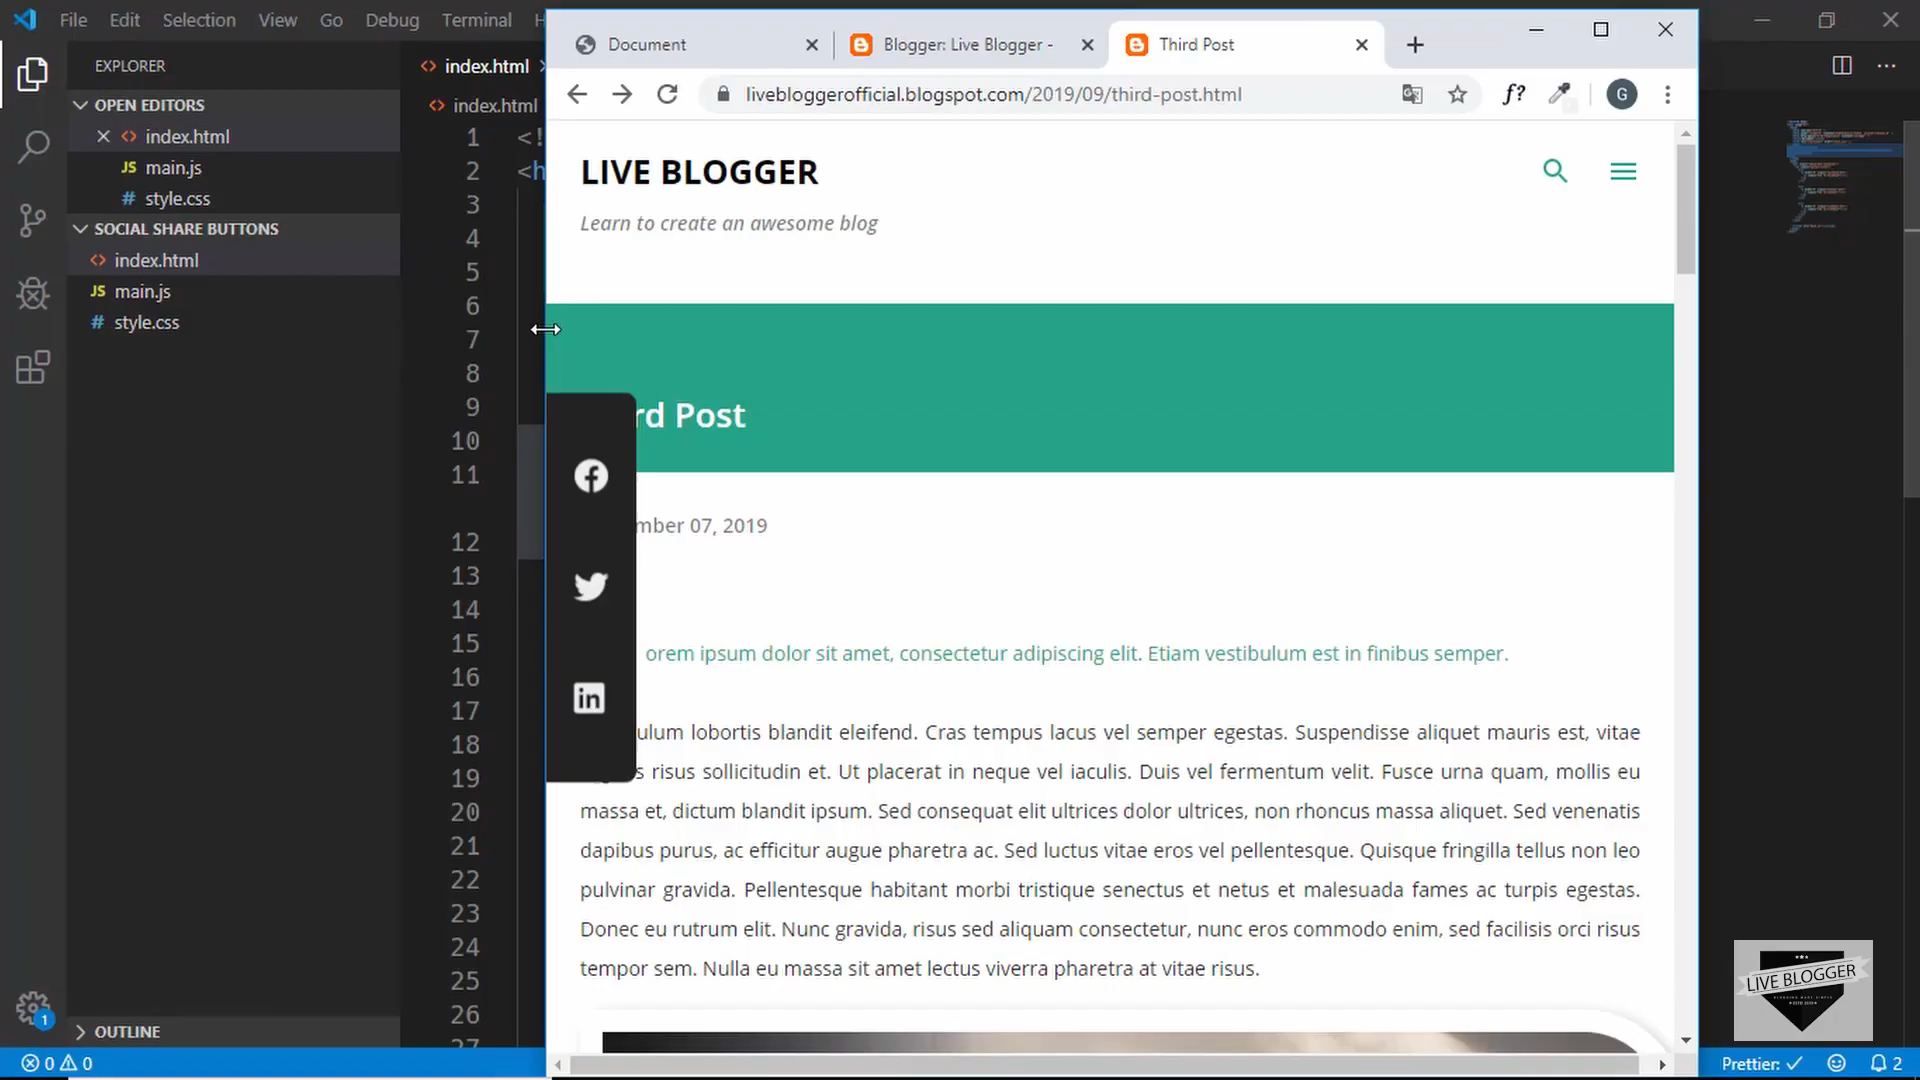 File Edit Selection View Go Debug Terminal H
EXPLORER
OPEN EDITORS
index.html
JS main.js
# style.css
SOCIAL SHARE BUTTONS
index.html
JS main.js
# style.css
OUTLINE
0 0
index.html
index.html
1 <!
2 <h
3
4
5
6
7
8
9
10
11
12
13
14
15
16
17
18
19
20
21
22
23
24
25
26
27
Document
Blogger: Live Blogger -
Third Post
livebloggerofficial.blogspot.com/2019/09/third-post.html
f?
G
LIVE BLOGGER
Learn to create an awesome blog
rd Post
mber 07, 2019
orem ipsum dolor sit amet, consectetur adipiscing elit. Etiam vestibulum est in finibus semper.
ulum lobortis blandit eleifend. Cras tempus lacus vel semper egestas. Suspendisse aliquet mauris est, vitae
s risus sollicitudin et. Ut placerat in neque vel iaculis. Duis vel fermentum velit. Fusce urna quam, mollis eu
massa et, dictum blandit ipsum. Sed consequat elit ultrices dolor ultrices, non rhoncus massa aliquet. Sed venenatis
dapibus purus, ac efficitur augue pharetra ac. Sed luctus vitae eros vel pellentesque. Quisque fringilla tellus non leo
pulvinar gravida. Pellentesque habitant morbi tristique senectus et netus et malesuada fames ac turpis egestas.
Donec eu rutrum elit. Nunc gravida, risus sed aliquam consectetur, nunc eros commodo enim, sed facilisis orci risus
tempor sem. Nulla eu massa sit amet lectus viverra pharetra at vitae risus.
in
LIVE BLOGGER
1
Prettier: ✓
2